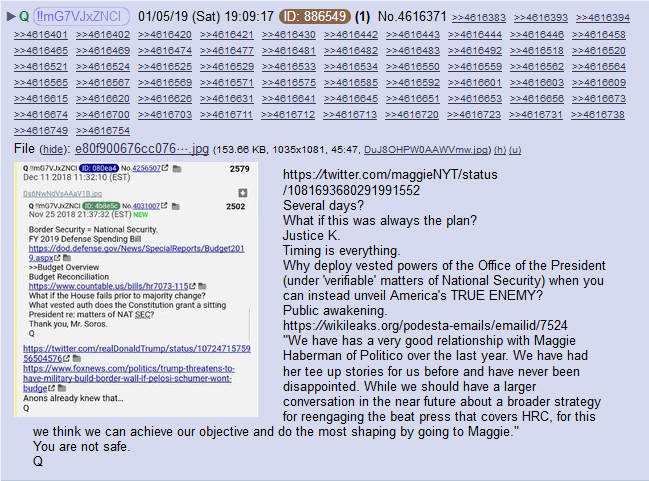 ▶ Q !!mG7VJxZNCI 01/05/19 (Sat) 19:09:17 ID: 886549 (1) No.4616371 >>4616383 >>4616393 >>4616394
>>4616401 >>4616402 >>4616420 >>4616421 >>4616430 >>4616442 >>4616443 >>4616444 >>4616446 >>4616458
>>4616465 >>4616469 >>4616474 >>4616477 >>4616481 >>4616482 >>4616483 >>4616492 >>4616518 >>4616520
>>4616521 >>4616524 >>4616525 >>4616529 >>4616534 >>4616550 >>4616559 >>4616562 >>4616564
>>4616565 >>4616567 >>4616569 >>4616571 >>4616575 >>4616585 >>4616592 >>4616601 >>4616603 >>4616609
>>4616615 >>4616620 >>4616626 >>4616631 >>4616641 >>4616645 >>4616651 >>4616653 >>4616656 >>4616673
>>4616674 >>4616700 >>4616703 >>4616711 >>4616712 >>4616713 >>4616720 >>4616723 >>4616731 >>4616738
>>4616749 >>4616754
File (hide): e80f900676cc076⋯.jpg (153.66 KB, 1035x1081, 45:47, DuJ8OHPW0AAWVmw.jpg) (h) (u)
Q !!mG7VJxZNCI ID: 080ea4 No.4256507 2579
Dec 11 2018 11:32:10 (EST)
Ds6NwNdVsAAaV1B.jpg
Q !!mG7VJxZNCI ID: 4b8e5c No.4031007 2502
Nov 25 2018 21:37:32 (EST) NEW
Border Security = National Security.
FY 2019 Defense Spending Bill
https://dod.defense.gov/News/SpecialReports/Budget201
9.aspx
>>Budget Overview
Budget Reconciliation
https://www.countable.us/bills/hr7073-115
What if the House falls prior to majority change?
What vested auth does the Constitution grant a sitting
President re: matters of NAT SEC?
Thank you, Mr. Soros.
Q
https://twitter.com/realDonaldTrump/status/10724715759
56504576
https://www.foxnews.com/politics/trump-threatens-to-
have-military-build-border-wall-if-pelosi-schumer-wont-
budge
Anons already knew that…
Q
https://twitter.com/maggieNYT/status
/1081693680291991552
Several days?
What if this was always the plan?
Justice K.
Timing is everything.
Why deploy vested powers of the Office of the President
(under 'verifiable' matters of National Security) when you
can instead unveil America's TRUE ENEMY?
Public awakening.
https://wikileaks.org/podesta-emails/emailid/7524
"We have has a very good relationship with Maggie
Haberman of Politico over the last year. We have had
her tee up stories for us before and have never been
disappointed. While we should have a larger
conversation in the near future about a broader strategy
for reengaging the beat press that covers HRC, for this
we think we can achieve our objective and do the most shaping by going to Maggie."
You are not safe.
Q